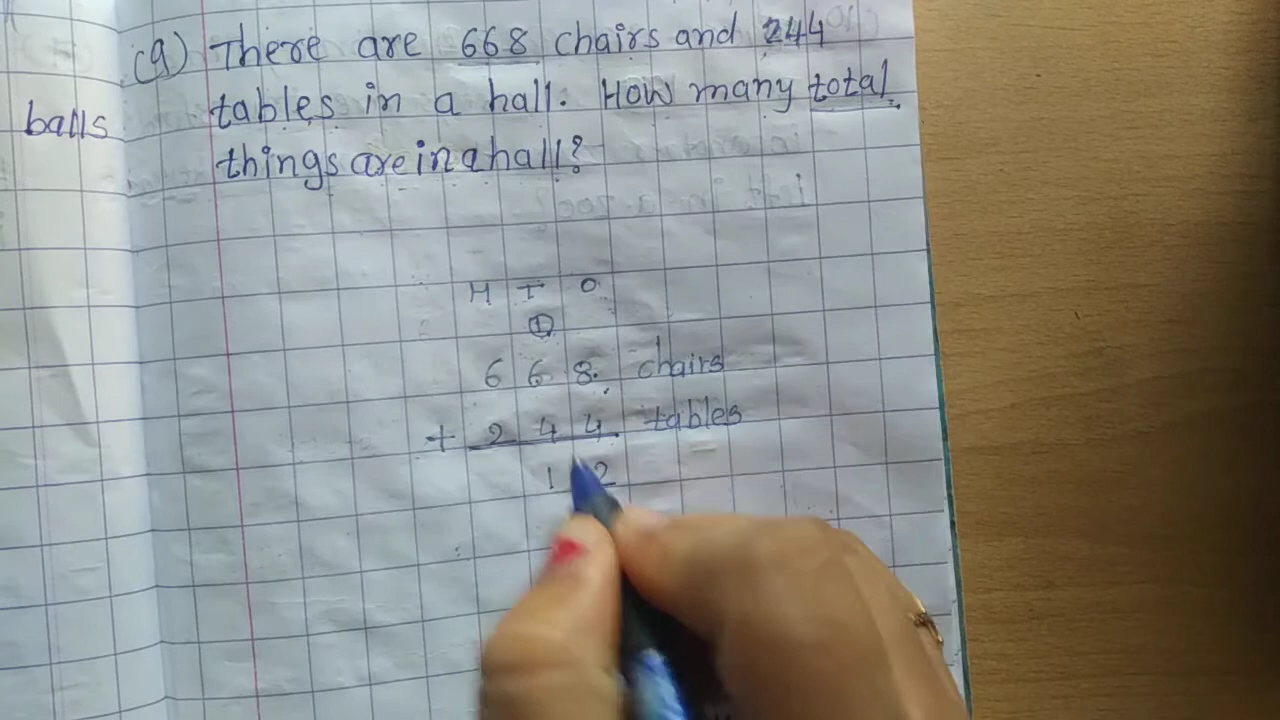 (9) There are 668 chairs and 244
tables in a hall. How many total
balls
things are in a hall?
H T O
1
6 6 8 chairs
+ 2 4 4 tables
1 2